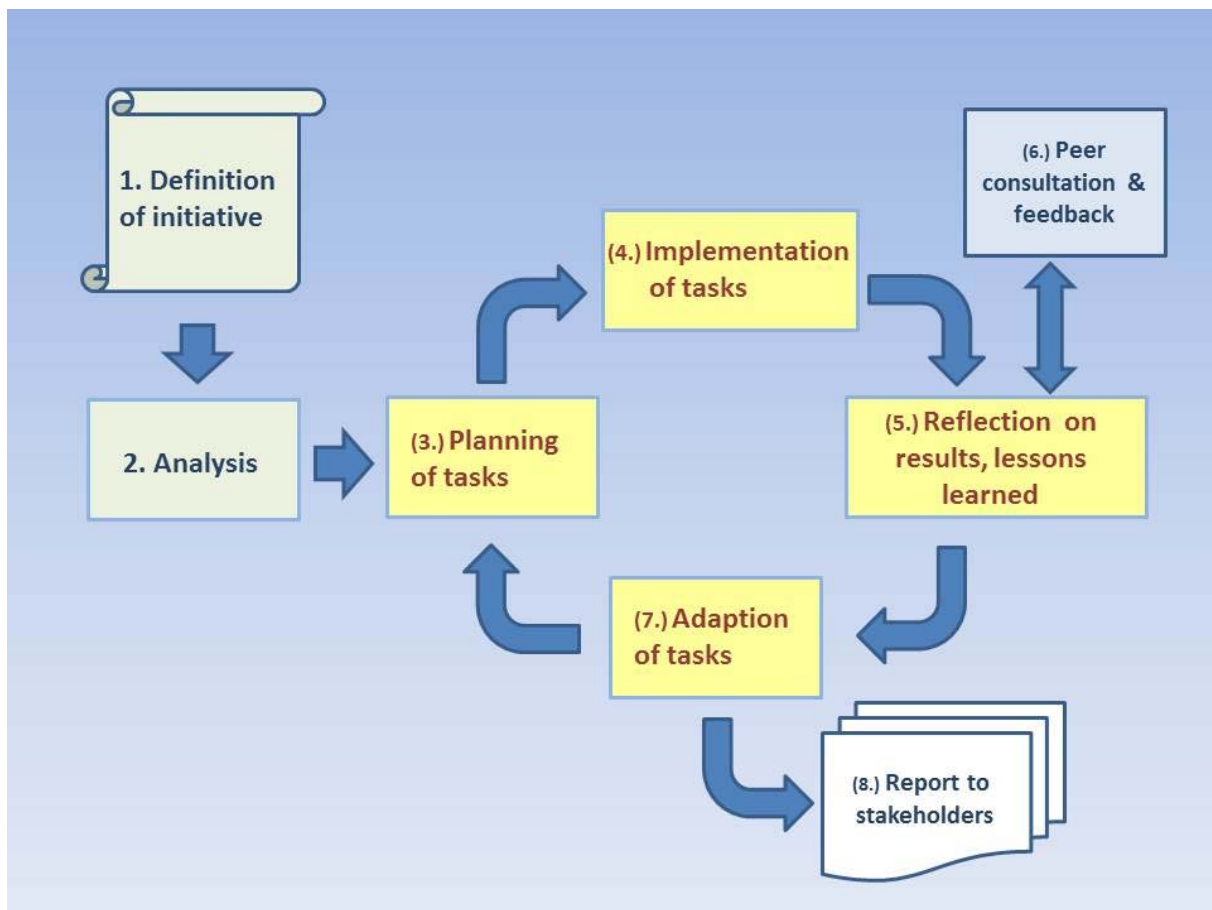 1. Definition
of initiative
2. Analysis
(3.) Planning
of tasks
(4.) Implementation
of tasks
(5.) Reflection on
results, lessons
learned
(6.) Peer
consultation &
feedback
(7.) Adaption
of tasks
(8.) Report to
stakeholders